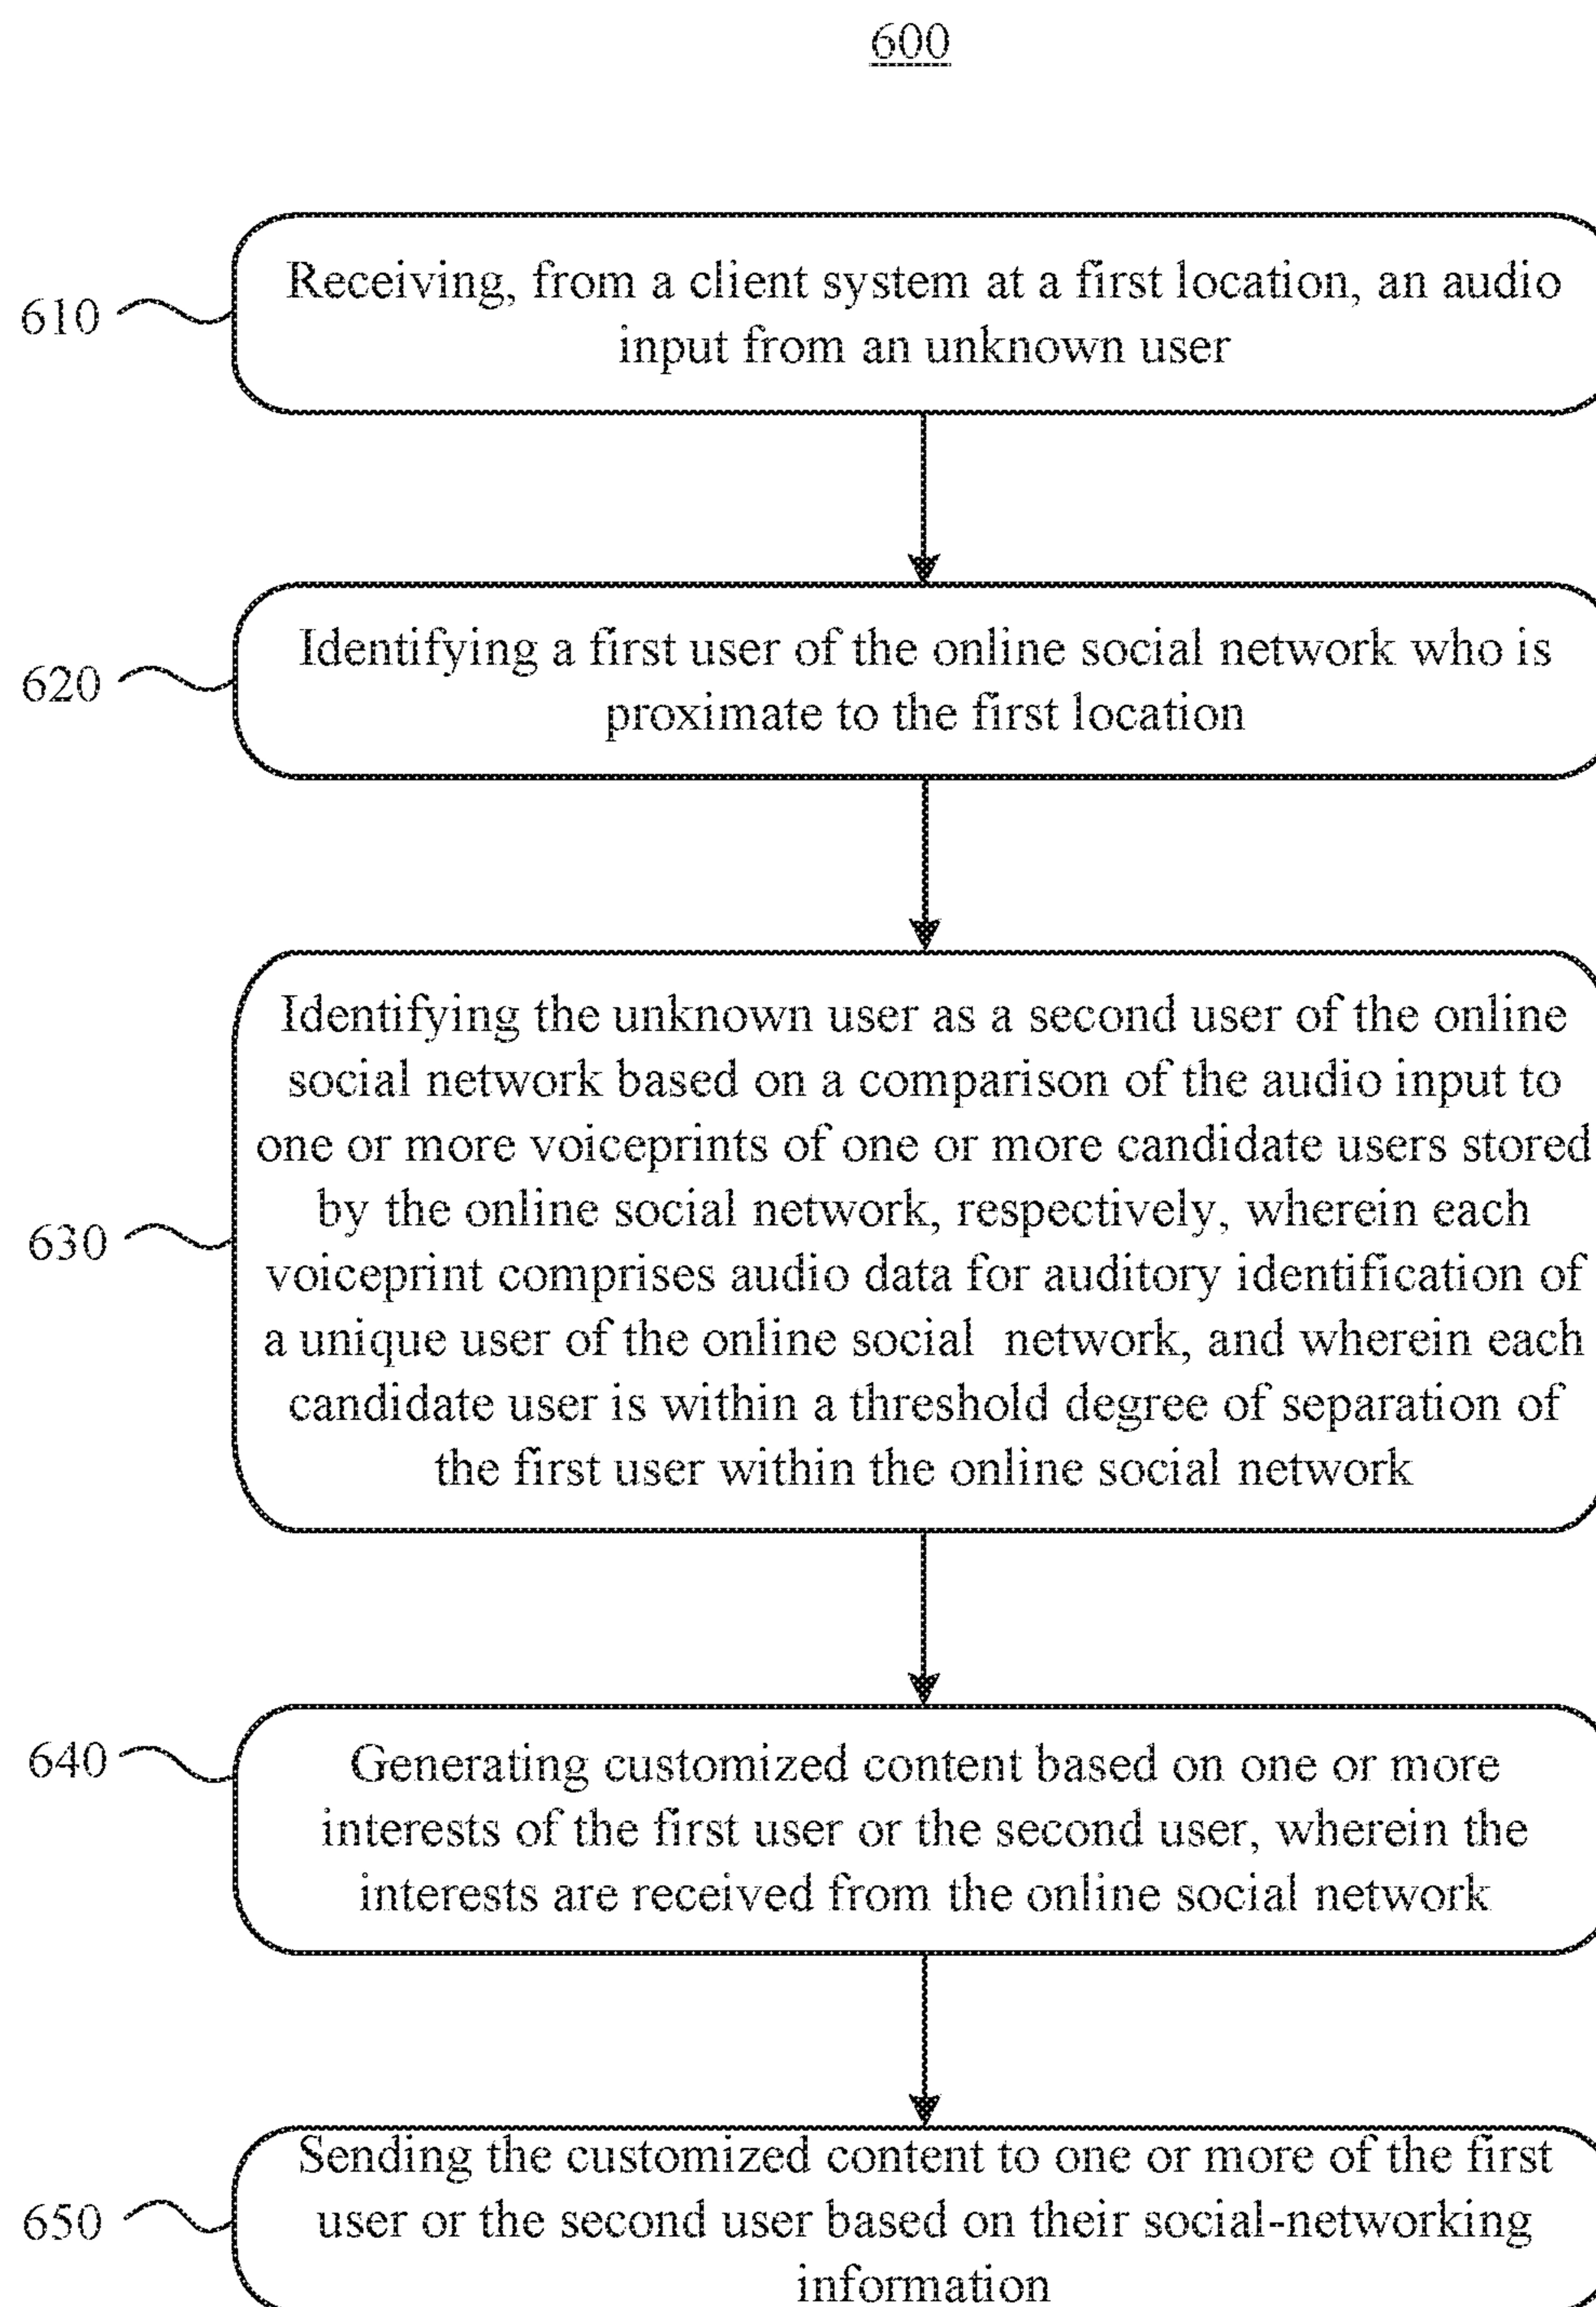 600
610
Receiving, from a client system at a first location, an audio
input from an unknown user
620
Identifying a first user of the online social network who is
proximate to the first location
630
Identifying the unknown user as a second user of the online
social network based on a comparison of the audio input to
one or more voiceprints of one or more candidate users stored
by the online social network, respectively, wherein each
voiceprint comprises audio data for auditory identification of
a unique user of the online social network, and wherein each
candidate user is within a threshold degree of separation of
the first user within the online social network
640
Generating customized content based on one or more
interests of the first user or the second user, wherein the
interests are received from the online social network
650
Sending the customized content to one or more of the first
user or the second user based on their social-networking
information